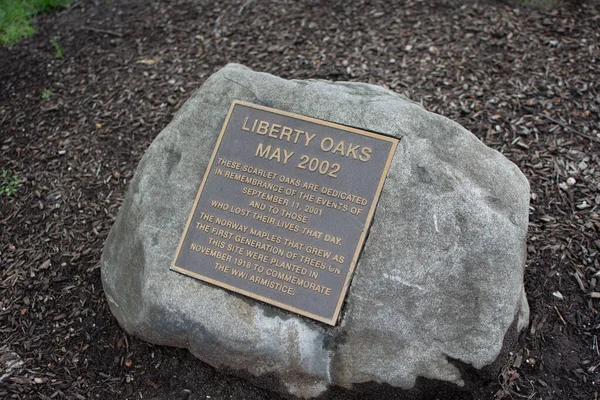 LIBERTY OAKS
MAY 2002
THESE SCARLET OAKS ARE DEDICATED
IN REMEMBRANCE OF THE EVENTS OF
SEPTEMBER 11, 2001
AND TO THOSE
WHO LOST THEIR LIVES THAT DAY.
THE NORWAY MAPLES THAT GREW AS
THE FIRST GENERATION OF TREES ON
THIS SITE WERE PLANTED IN
NOVEMBER 1918 TO COMMEMORATE
THE WWI ARMISTICE.